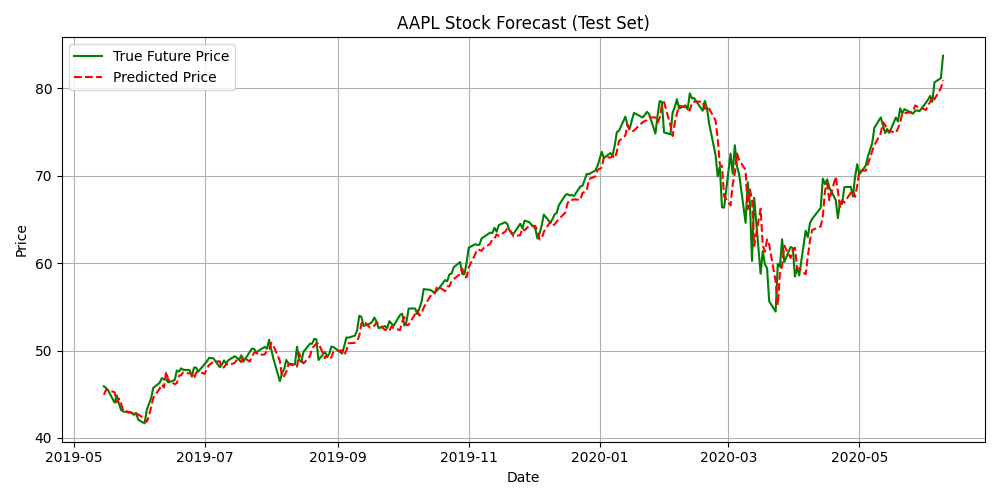 AAPL Stock Forecast (Test Set)
True Future Price
Predicted Price
80
70
60
50
40
Price
2019-05 2019-07 2019-09 2019-11 2020-01 2020-03 2020-05
Date